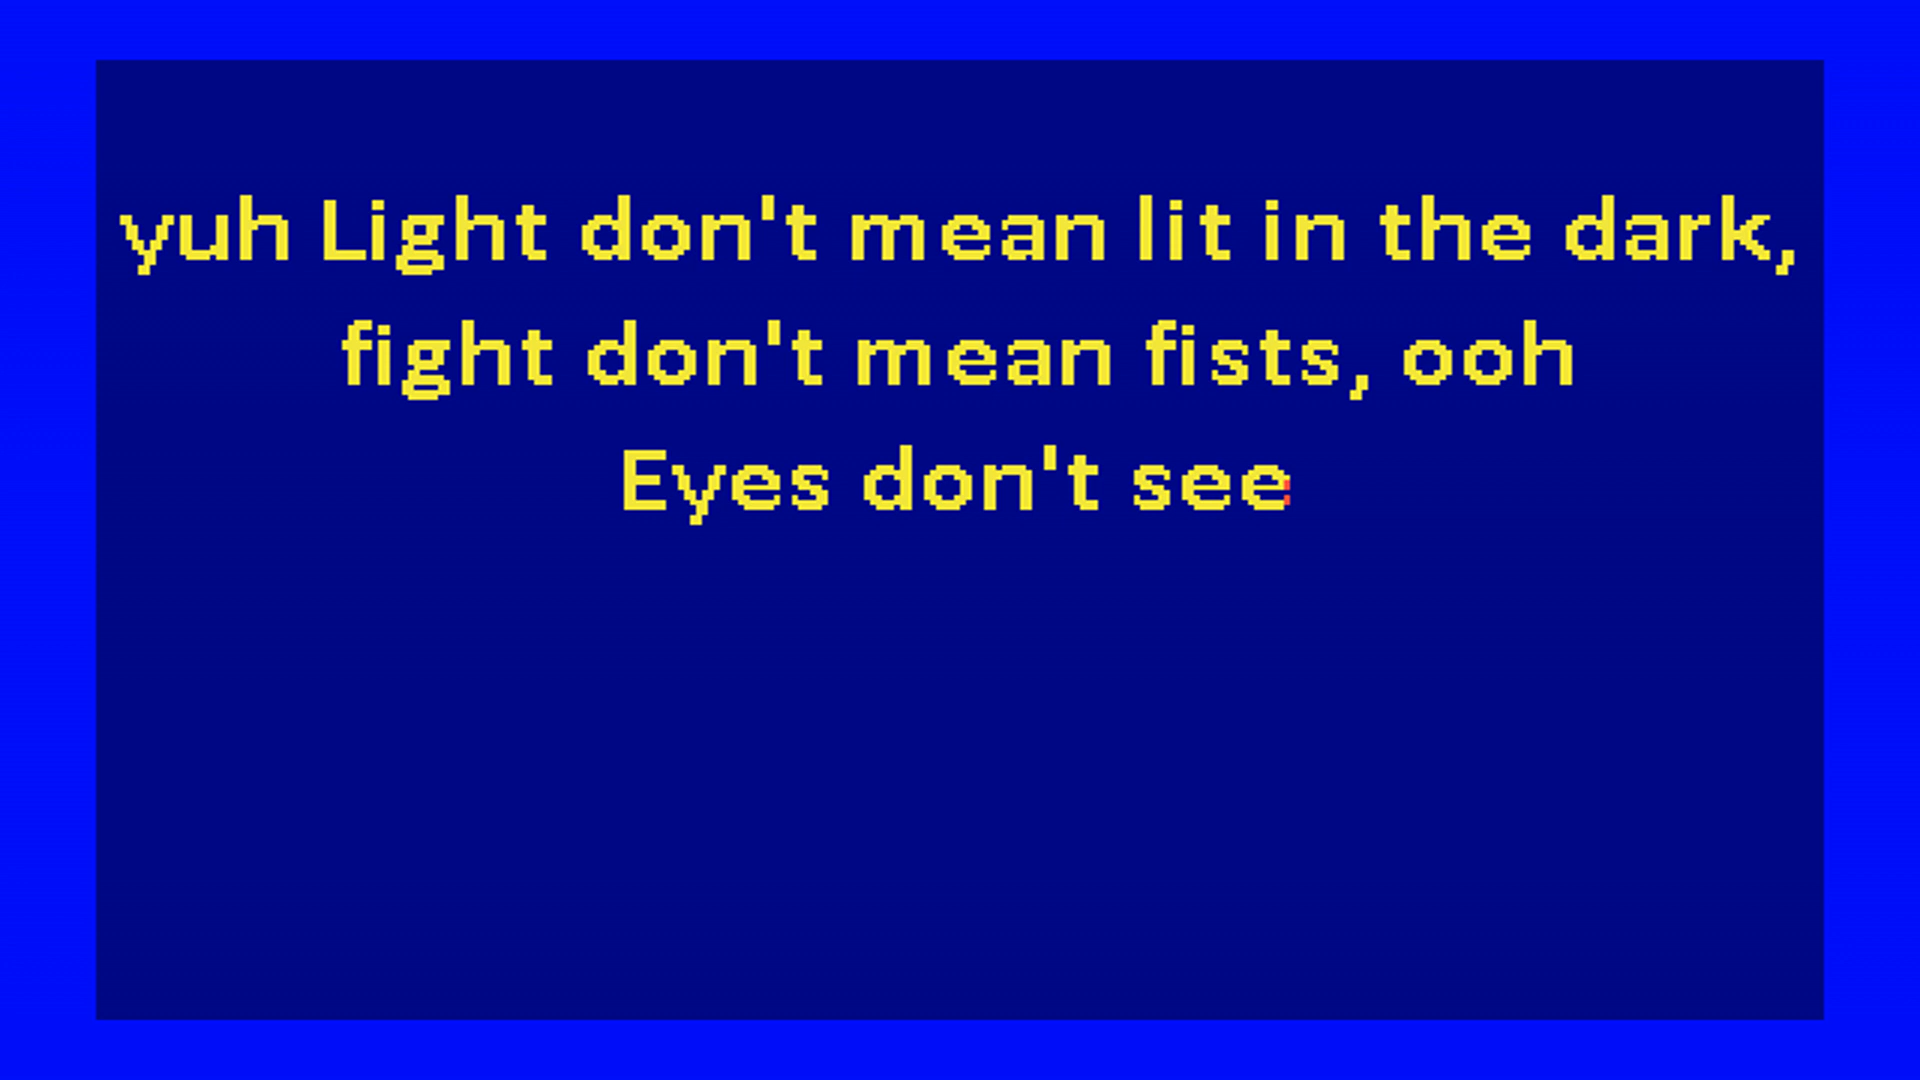 yuh Light don't mean lit in the dark,
fight don't mean fists, ooh
Eyes don't see